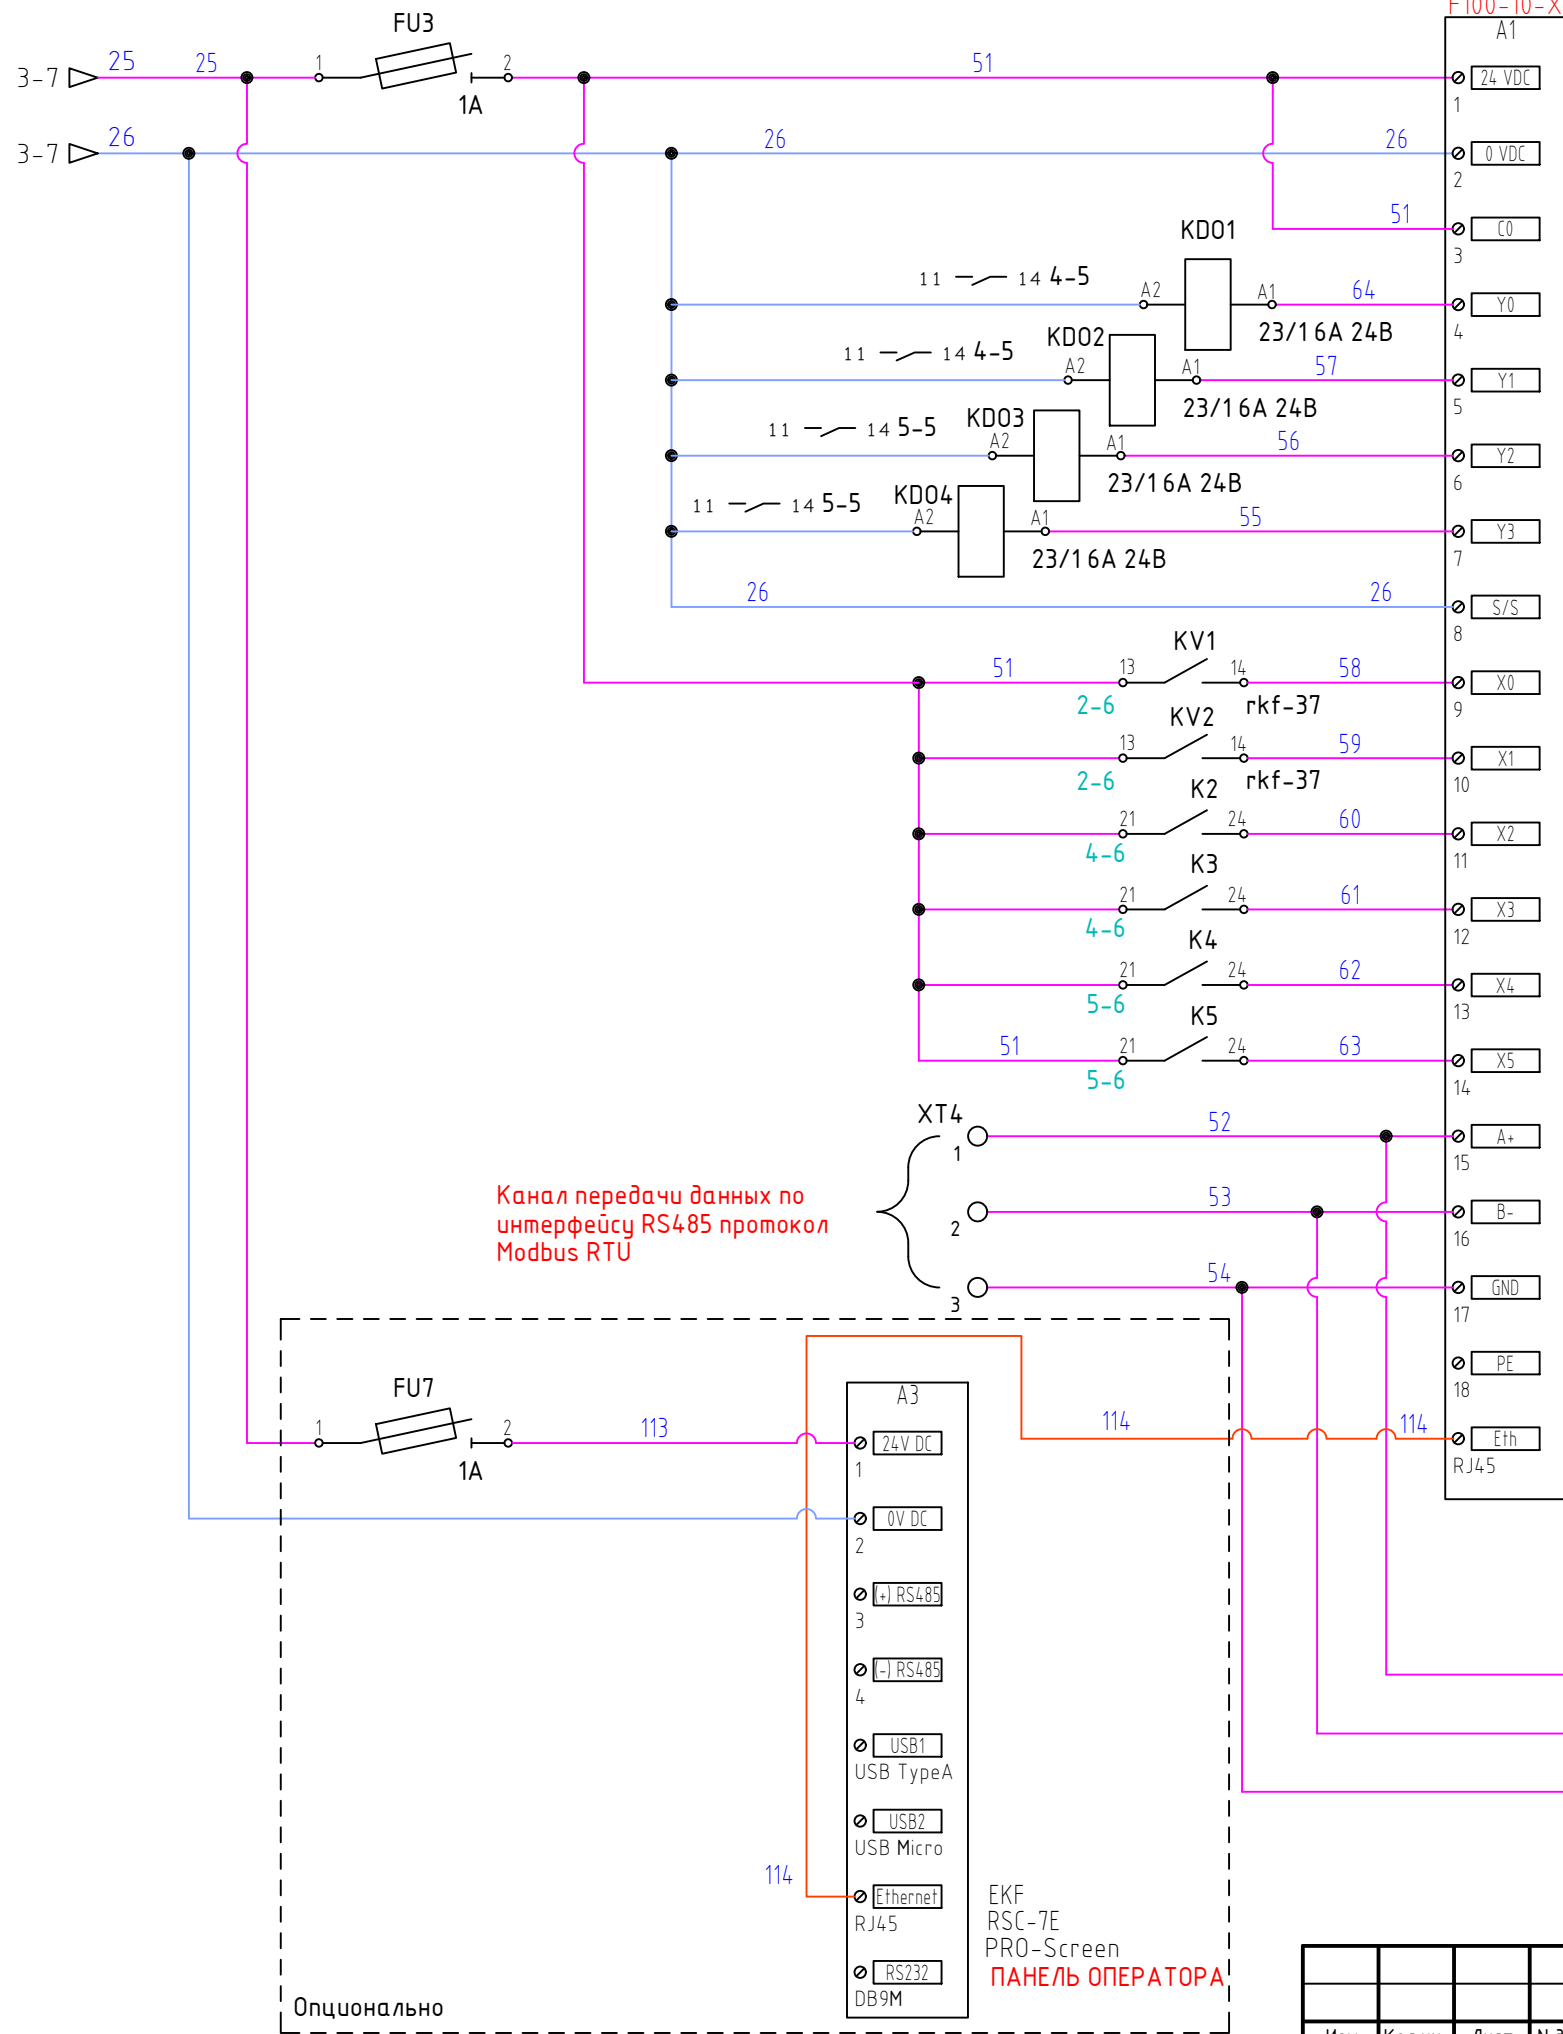 F100-10-X
FU3
A1
3-7 25 25 1 2 51 24 VDC
1A 1
3-7 26 26 26 0 VDC
2
51 C0
KDO1 3
11 14 4-5 A2 A1 64 Y0
23/16A 24В 4
KDO2
11 14 4-5 A2 A1 57 Y1
23/16A 24В 5
KDO3
11 14 5-5 A2 A1 56 Y2
23/16A 24В 6
KDO4
11 14 5-5 A2 A1 55 Y3
23/16A 24В 7
26 26 S/S
8
KV1
51 13 14 58 X0
2-6 rkf-37 9
KV2
13 14 59 X1
2-6 rkf-37 10
K2
21 24 60 X2
4-6 11
K3
21 24 61 X3
4-6 12
K4
21 24 62 X4
5-6 13
K5
51 21 24 63 X5
5-6 14
XT4
1 52 A+
15
Канал передачи данных по
интерфейсу RS485 протокол
Modbus RTU
2 53 B-
16
3 54 GND
17
PE
18
FU7
A3
114 114 Eth
RJ45
1 2 113 24V DC
1A 1
0V DC
2
(+) RS485
3
(-) RS485
4
USB1
USB TypeA
USB2
USB Micro
114 Ethernet
RJ45
EKF
RSC-7E
PRO-Screen
ПАНЕЛЬ ОПЕРАТОРА
RS232
DB9M
Опционально